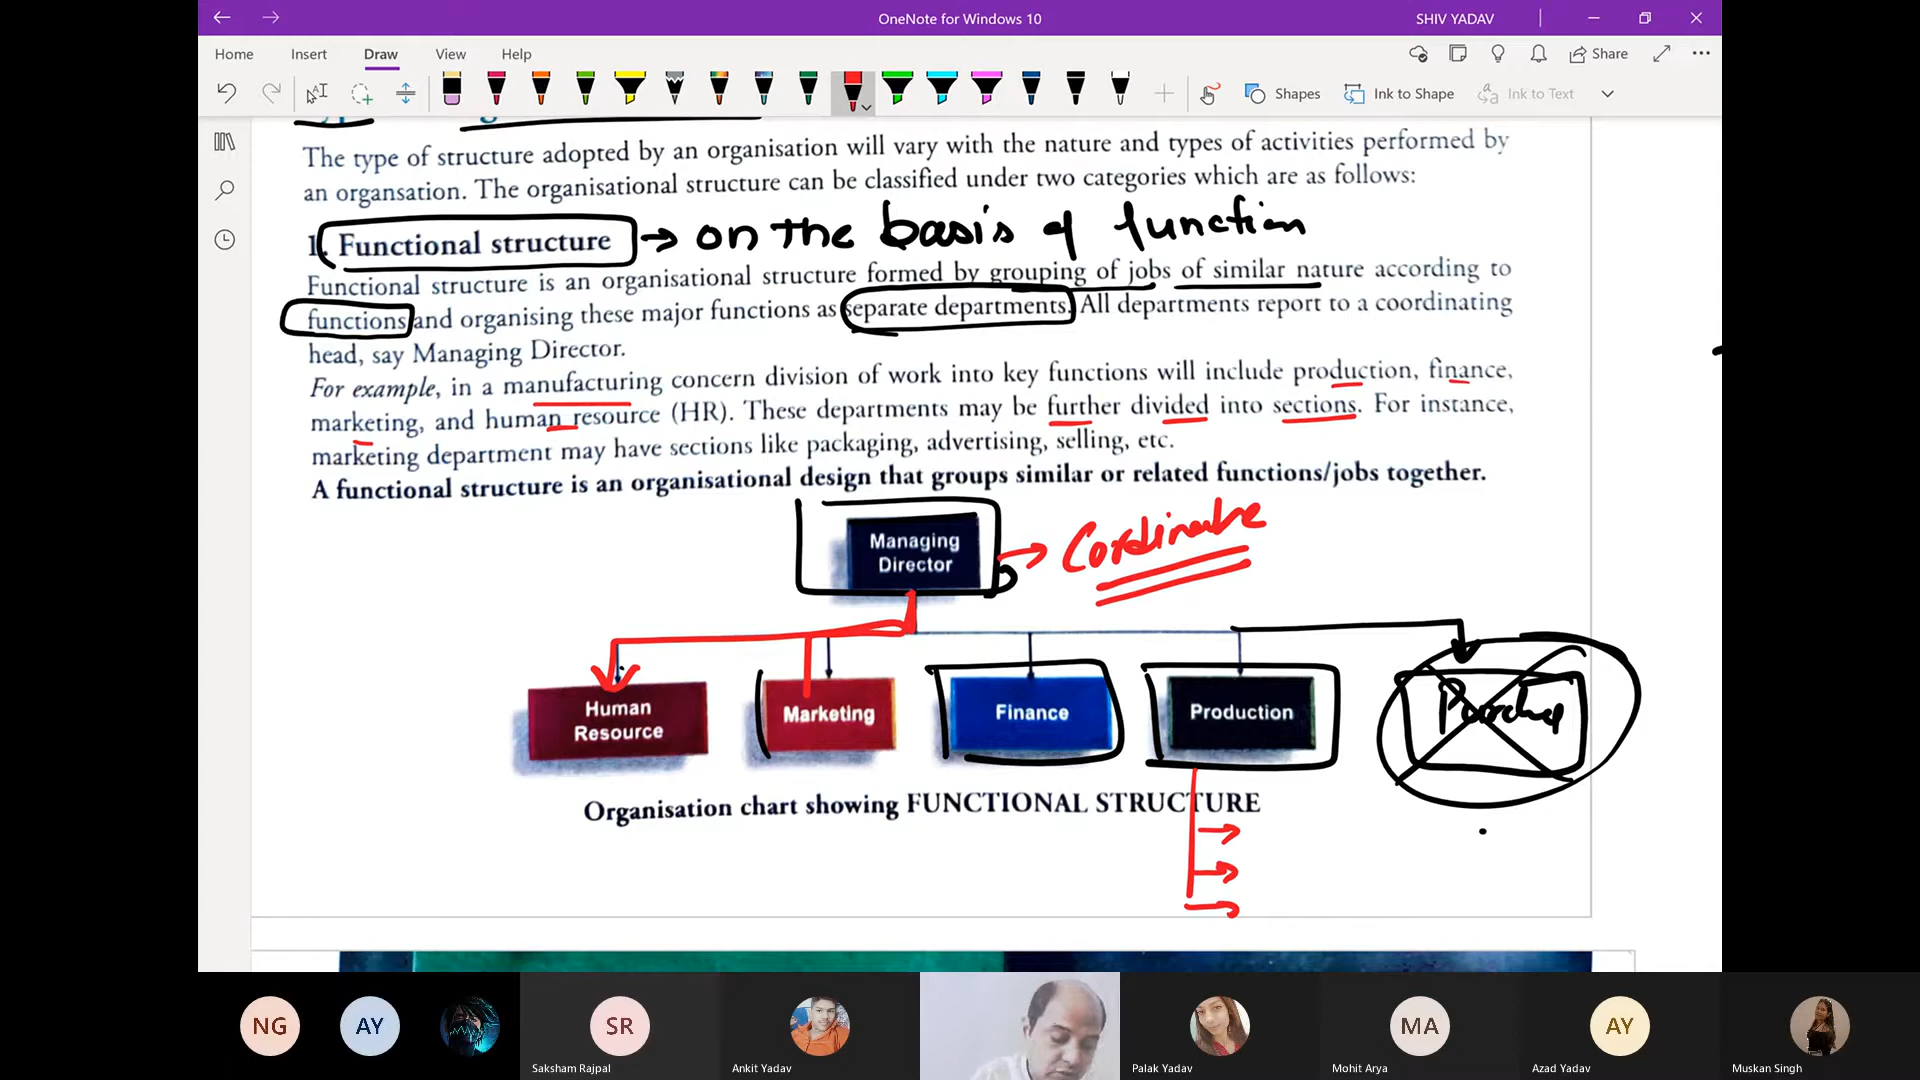 OneNote for Windows 10
SHIV YADAV
Home Insert Draw View Help
Share
Shapes Ink to Shape Ink to Text
The type of structure adopted by an organisation will vary with the nature and types of activities performed by
an organsation. The organisational structure can be classified under two categories which are as follows:
1. Functional structure → on the basis of function
Functional structure is an organisational structure formed by grouping of jobs of similar nature according to
functions and organising these major functions as separate departments. All departments report to a coordinating
head, say Managing Director.
For example, in a manufacturing concern division of work into key functions will include production, finance,
marketing, and human resource (HR). These departments may be further divided into sections. For instance,
marketing department may have sections like packaging, advertising, selling, etc.
A functional structure is an organisational design that groups similar or related functions/jobs together.
Managing
Director
Human
Resource
Marketing
Finance
Production
Organisation chart showing FUNCTIONAL STRUCTURE
NG
AY
SR
MA
AY
Saksham Rajpal
Ankit Yadav
Palak Yadav
Mohit Arya
Azad Yadav
Muskan Singh